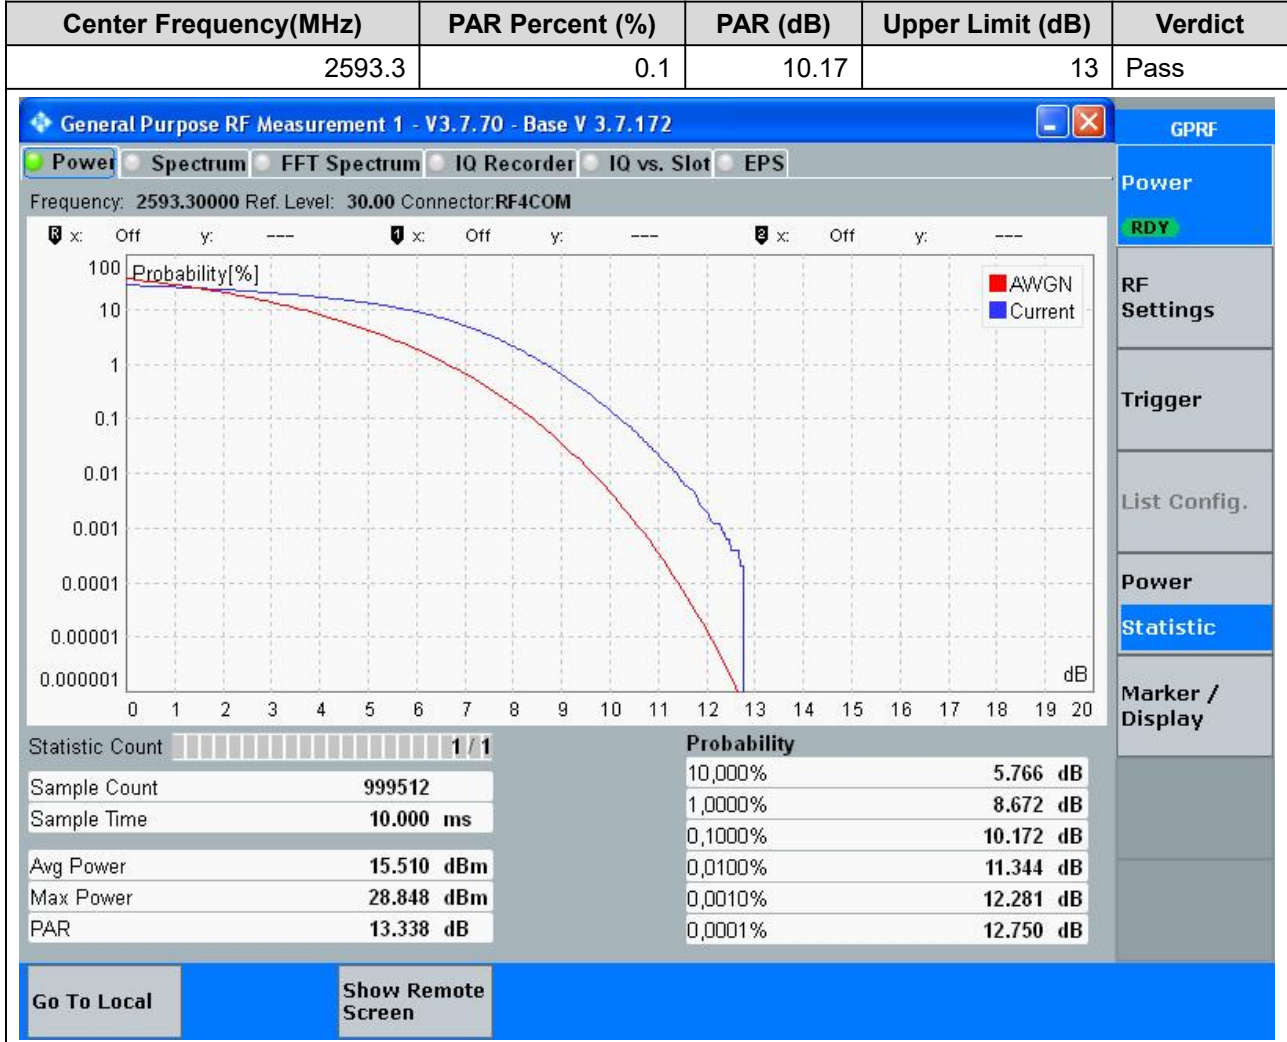 Center Frequency(MHz) PAR Percent (%) PAR (dB) Upper Limit (dB) Verdict
2593.3 0.1 10.17 13 Pass
General Purpose RF Measurement 1 - V3.7.70 - Base V 3.7.172
GPRF
Power Spectrum FFT Spectrum IQ Recorder IQ vs. Slot EPS
Power
RDY
Frequency: 2593.30000 Ref. Level: 30.00 Connector:RF4COM
R x: Off y: --- 1 x: Off y: --- 2 x: Off y: ---
Probability[%]
AWGN
Current
100
10
1
0.1
0.01
0.001
0.0001
0.00001
0.000001
dB
0 1 2 3 4 5 6 7 8 9 10 11 12 13 14 15 16 17 18 19 20
RF
Settings
Trigger
List Config.
Power
Statistic
Marker /
Display
Statistic Count 1 / 1
Sample Count 999512
Sample Time 10.000 ms
Avg Power 15.510 dBm
Max Power 28.848 dBm
PAR 13.338 dB
Probability
10,000% 5.766 dB
1,0000% 8.672 dB
0,1000% 10.172 dB
0,0100% 11.344 dB
0,0010% 12.281 dB
0,0001% 12.750 dB
Go To Local
Show Remote
Screen